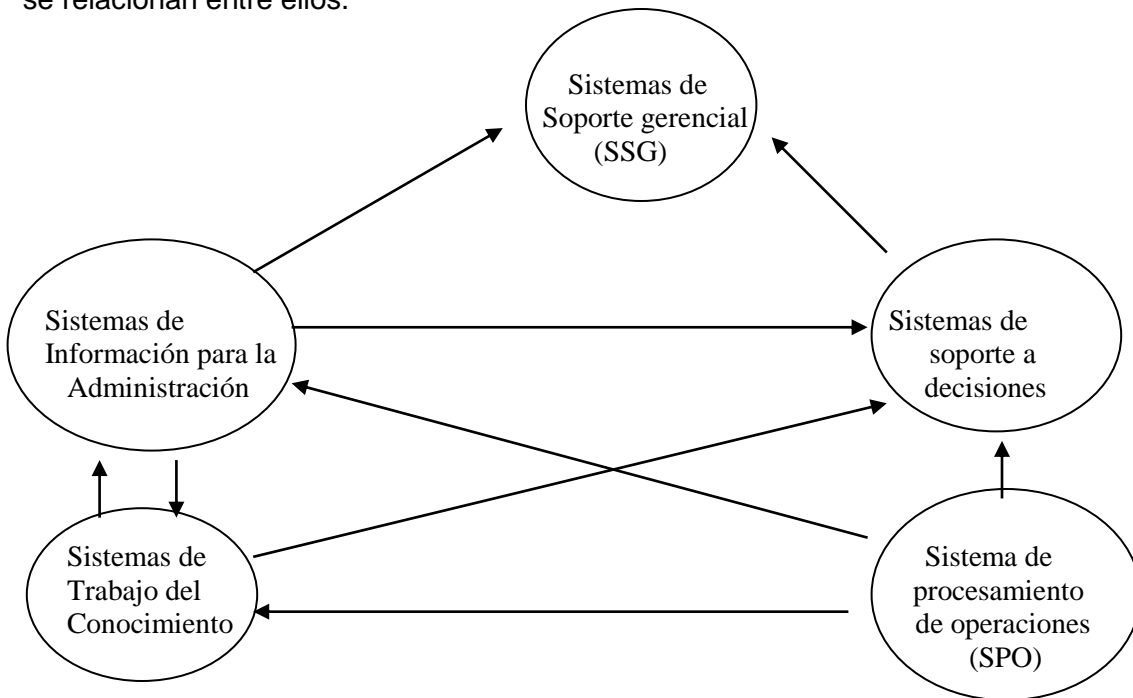 se relacionan entre ellos.
Sistemas de
Soporte gerencial
(SSG)
Sistemas de
Información para la
Administración
Sistemas de
soporte a
decisiones
Sistemas de
Trabajo del
Conocimiento
Sistema de
procesamiento
de operaciones
(SPO)